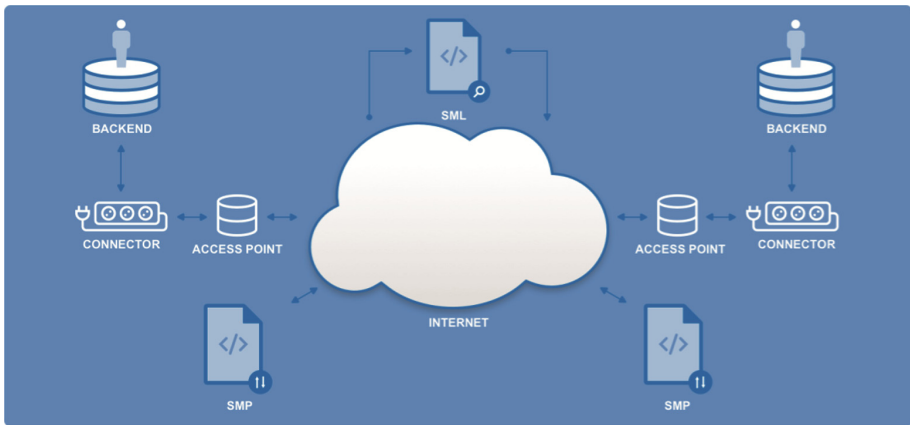 </>
SML
BACKEND
BACKEND
CONNECTOR
ACCESS POINT
ACCESS POINT
CONNECTOR
INTERNET
</>
SMP
</>
SMP